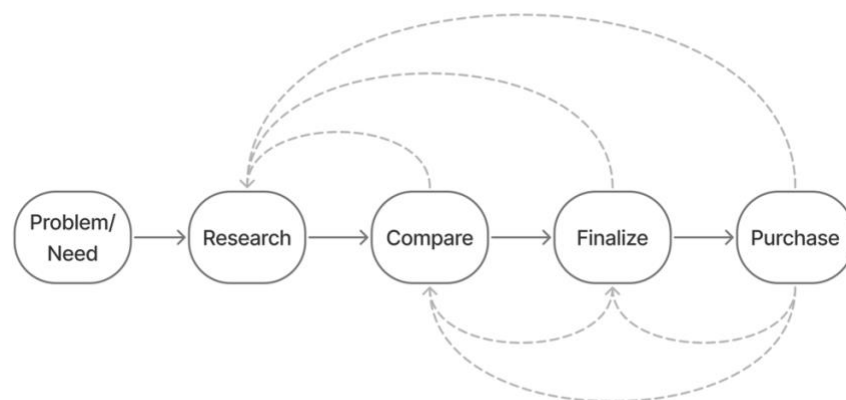 Problem/
Need
Research
Compare
Finalize
Purchase